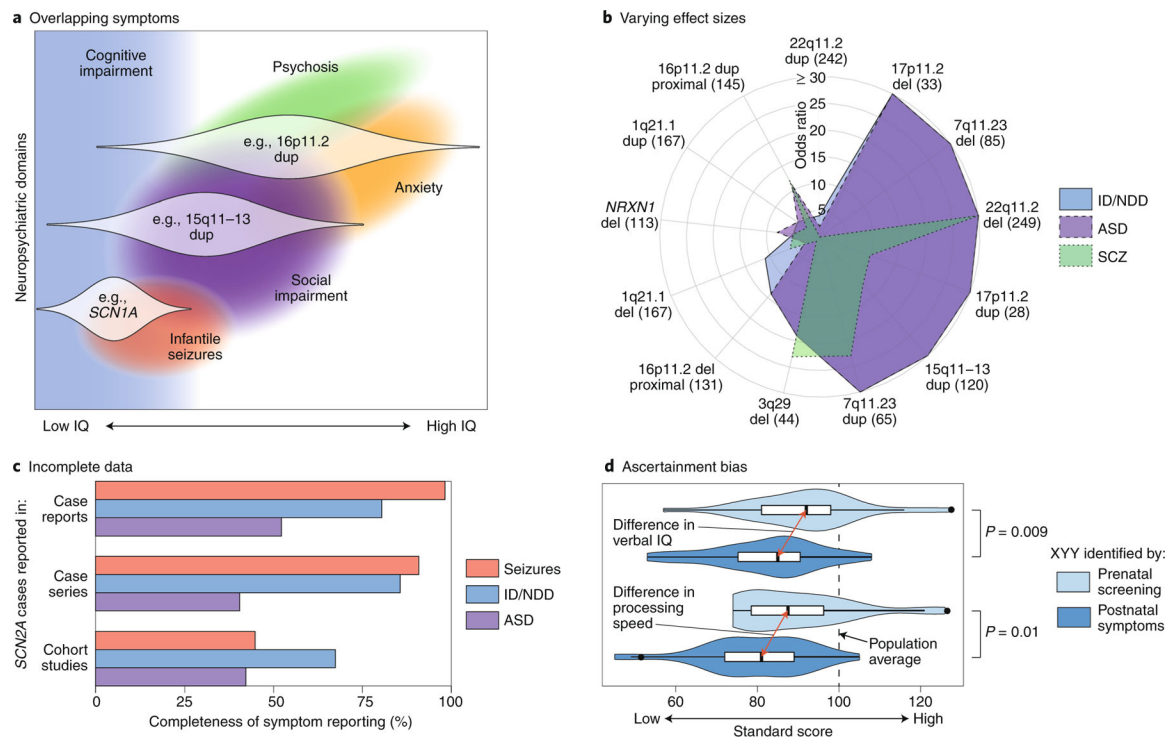 a Overlapping symptoms
Neuropsychiatric domains
Cognitive
impairment
Psychosis
e.g., 16p11.2
dup
Anxiety
e.g., 15q11–13
dup
Social
impairment
e.g.,
SCN1A
Infantile
seizures
Low IQ
High IQ
b Varying effect sizes
22q11.2
dup (242)
17p11.2
del (33)
7q11.23
del (85)
22q11.2
del (249)
17p11.2
dup (28)
15q11–13
dup (120)
7q11.23
dup (65)
3q29
del (44)
16p11.2 del
proximal (131)
1q21.1
del (167)
NRXN1
del (113)
1q21.1
dup (167)
16p11.2 dup
proximal (145)
≥ 30
25
20
15
10
5
Odds ratio
ID/NDD
ASD
SCZ
c Incomplete data
SCN2A cases reported in:
Case
reports
Case
series
Cohort
studies
0
25
50
75
100
Completeness of symptom reporting (%)
Seizures
ID/NDD
ASD
d Ascertainment bias
Difference in
verbal IQ
Difference in
processing
speed
Population
average
P = 0.009
P = 0.01
XYY identified by:
Prenatal
screening
Postnatal
symptoms
60
80
100
120
Low
High
Standard score